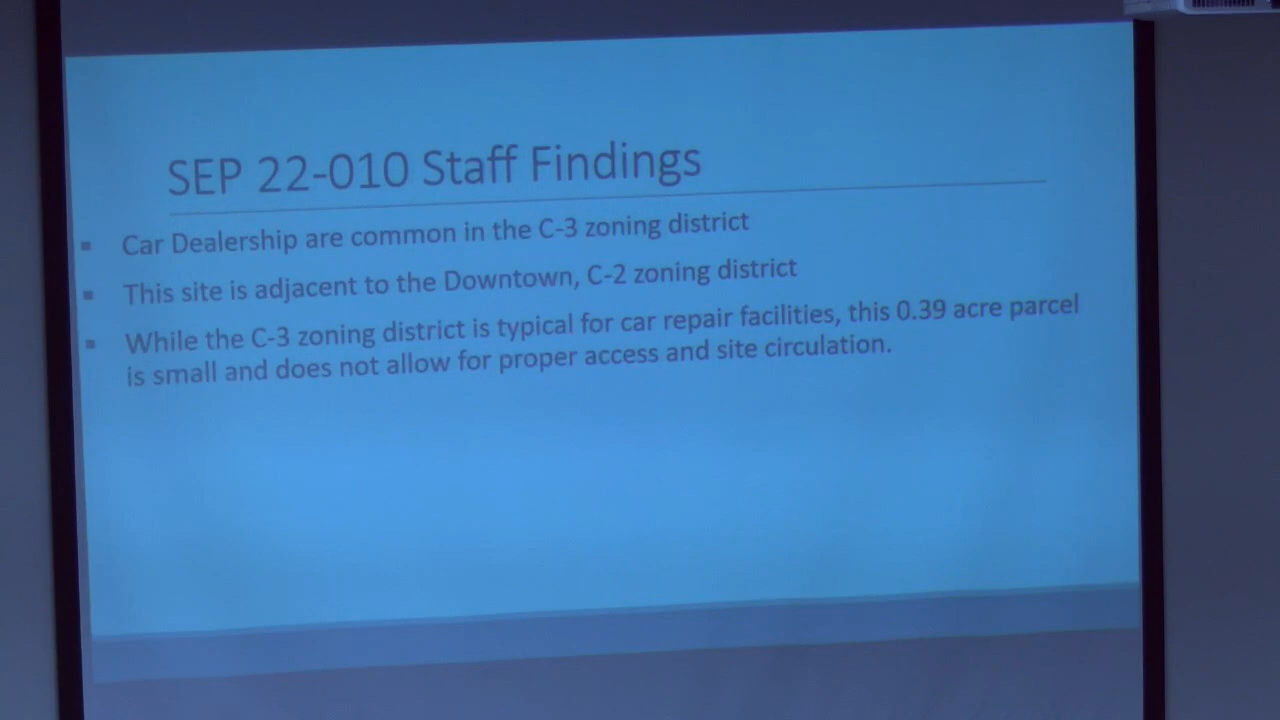 SEP 22-010 Staff Findings
▪ Car Dealership are common in the C-3 zoning district
▪ This site is adjacent to the Downtown, C-2 zoning district
▪ While the C-3 zoning district is typical for car repair facilities, this 0.39 acre parcel
is small and does not allow for proper access and site circulation.